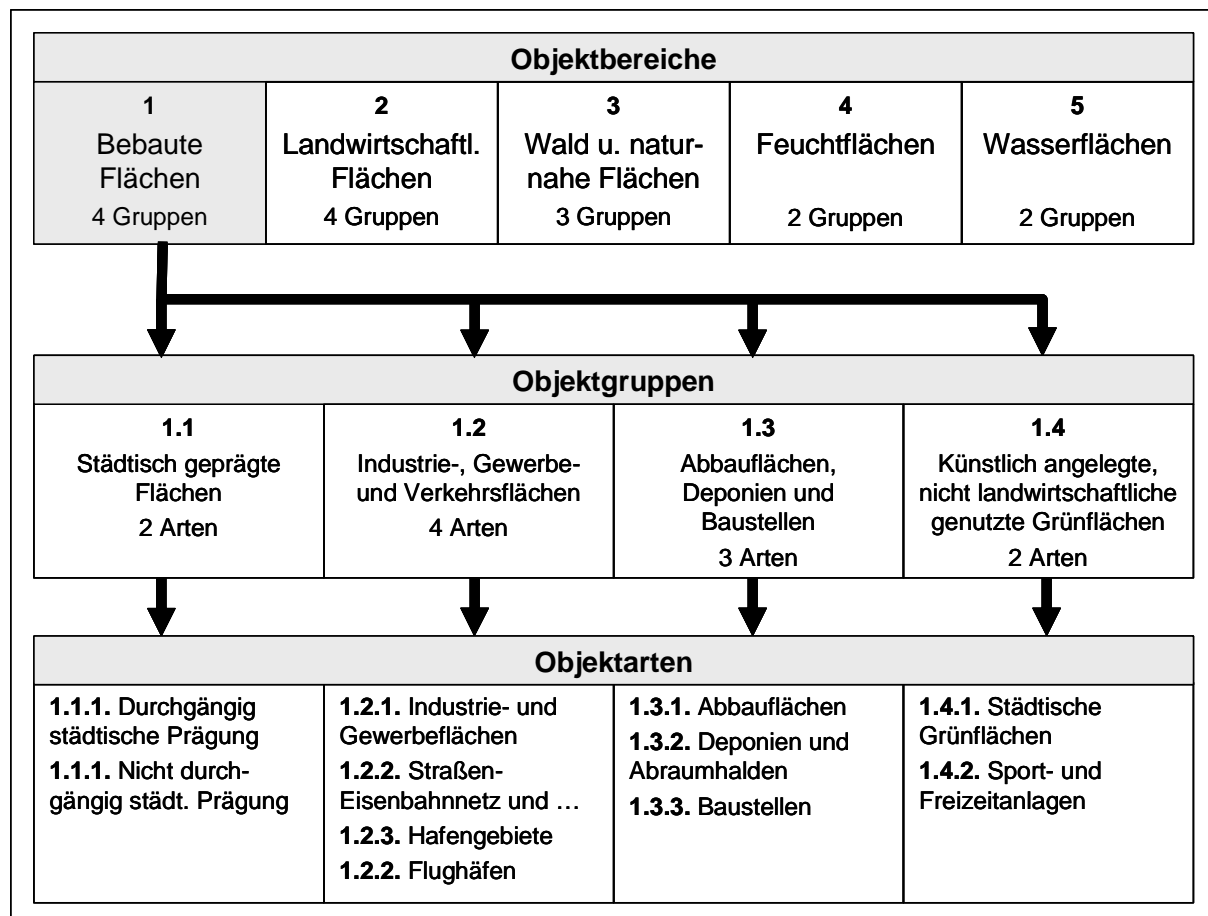 Objektbereiche
1
Bebaute
Flächen
4 Gruppen
2
Landwirtschaftl.
Flächen
4 Gruppen
3
Wald u. natur-
nahe Flächen
3 Gruppen
4
Feuchtflächen
2 Gruppen
5
Wasserflächen
2 Gruppen
Objektgruppen
1.1
Städtisch geprägte
Flächen
2 Arten
1.2
Industrie-, Gewerbe-
und Verkehrsflächen
4 Arten
1.3
Abbauflächen,
Deponien und
Baustellen
3 Arten
1.4
Künstlich angelegte,
nicht landwirtschaftliche
genutzte Grünflächen
2 Arten
Objektarten
1.1.1. Durchgängig
städtische Prägung
1.1.1. Nicht durch-
gängig städt. Prägung
1.2.1. Industrie- und
Gewerbeflächen
1.2.2. Straßen-
Eisenbahnnetz und …
1.2.3. Hafengebiete
1.2.2. Flughäfen
1.3.1. Abbauflächen
1.3.2. Deponien und
Abraumhalden
1.3.3. Baustellen
1.4.1. Städtische
Grünflächen
1.4.2. Sport- und
Freizeitanlagen